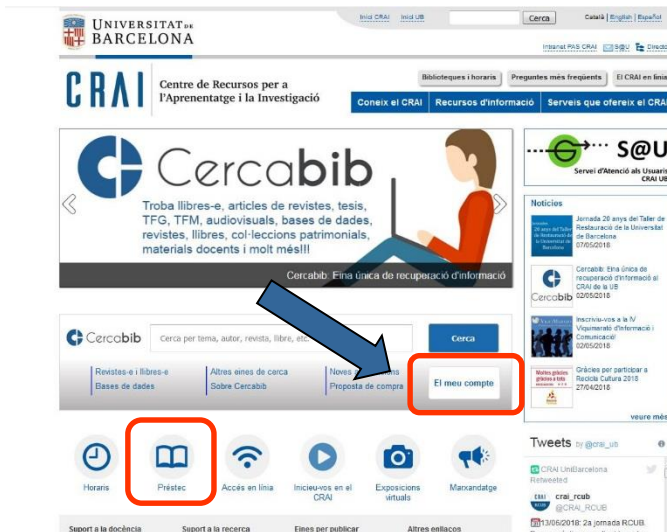 UNIVERSITAT DE
BARCELONA
Inici CRAI Inici UB
Cerca
Català | English | Español
Intranet PAS CRAI S@U Directo
CRAI
Centre de Recursos per a
l'Aprenentatge i la Investigació
Biblioteques i horaris Preguntes més freqüents El CRAI en línia
Coneix el CRAI Recursos d'informació Serveis que ofereix el CRAI
Cercabib
Troba llibres-e, articles de revistes, tesis,
TFG, TFM, audiovisuals, bases de dades,
revistes, llibres, col·leccions patrimonials,
materials docents i molt més!!!
Cercabib: Eina única de recuperació d'informació
S@U
Servei d'Atenció als Usuaris
CRAI UB
Notícies
Jornada 20 anys del Taller de
Restauració de la Universitat
de Barcelona
07/05/2018
Cercabib: Eina única de
recuperació d'informació al
CRAI de la UB
02/05/2018
Cercabib
Inscriviu-vos a la IV
Viquimarató d'Informació i
Comunicació!
02/05/2018
Gràcies per participar a
Recicla Cultura 2018
27/04/2018
Moltes gràcies
gràcies a tots
veure més
Cercabib
Cerca per tema, autor, revista, llibre, etc.
Cerca
Revistes-e i llibres-e
Bases de dades
Altres eines de cerca
Sobre Cercabib
Noves
Proposta de compra
El meu compte
Horaris
Préstec
Accés en línia
Inicieu-vos en el
CRAI
Exposicions
virtuals
Marxandatge
Tweets by @crai_ub
CRAI UniBarcelona
Retweeted
crai_rcub
@CRAI_RCUB
13/06/2018: 2a jornada RCUB.
Suport a la docència Suport a la recerca Eines per publicar Altres enllaços